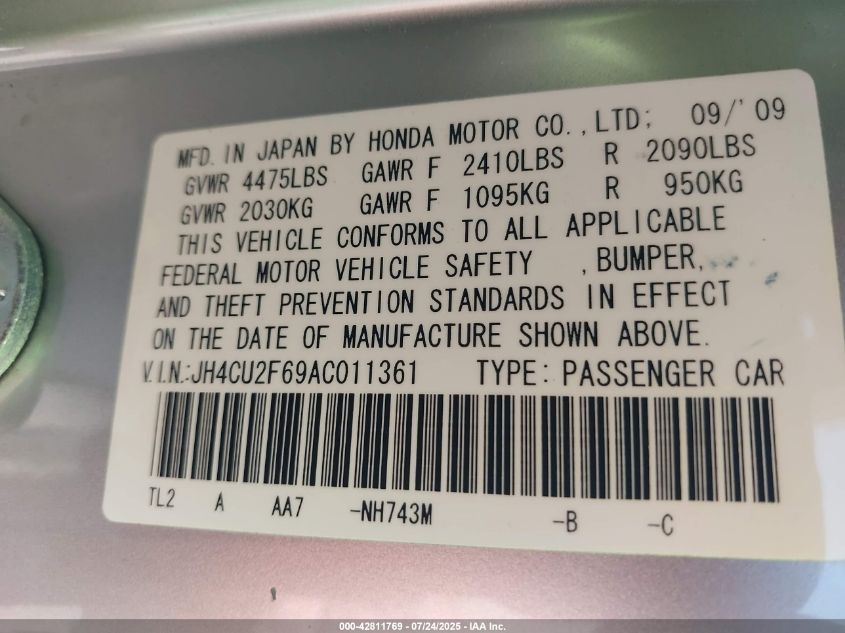 MFD. IN JAPAN BY HONDA MOTOR CO., LTD; 09/'09
GVWR 4475LBS GAWR F 2410LBS R 2090LBS
GVWR 2030KG GAWR F 1095KG R 950KG
THIS VEHICLE CONFORMS TO ALL APPLICABLE
FEDERAL MOTOR VEHICLE SAFETY , BUMPER,
AND THEFT PREVENTION STANDARDS IN EFFECT
ON THE DATE OF MANUFACTURE SHOWN ABOVE.
V.I.N.:JH4CU2F69AC011361 TYPE: PASSENGER CAR
TL2 A AA7 -NH743M -B -C
000-42811769 - 07/24/2025 - IAA Inc.